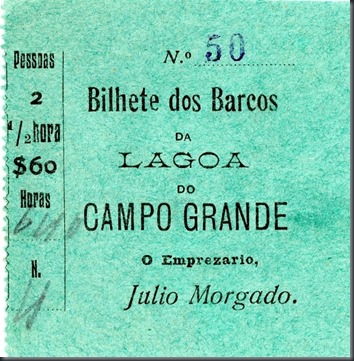 Pessoas
2
1/2 hora
$60
Horas
N.
N.º 50
Bilhete dos Barcos
DA
LAGOA
DO
CAMPO GRANDE
O Emprezario,
Julio Morgado.